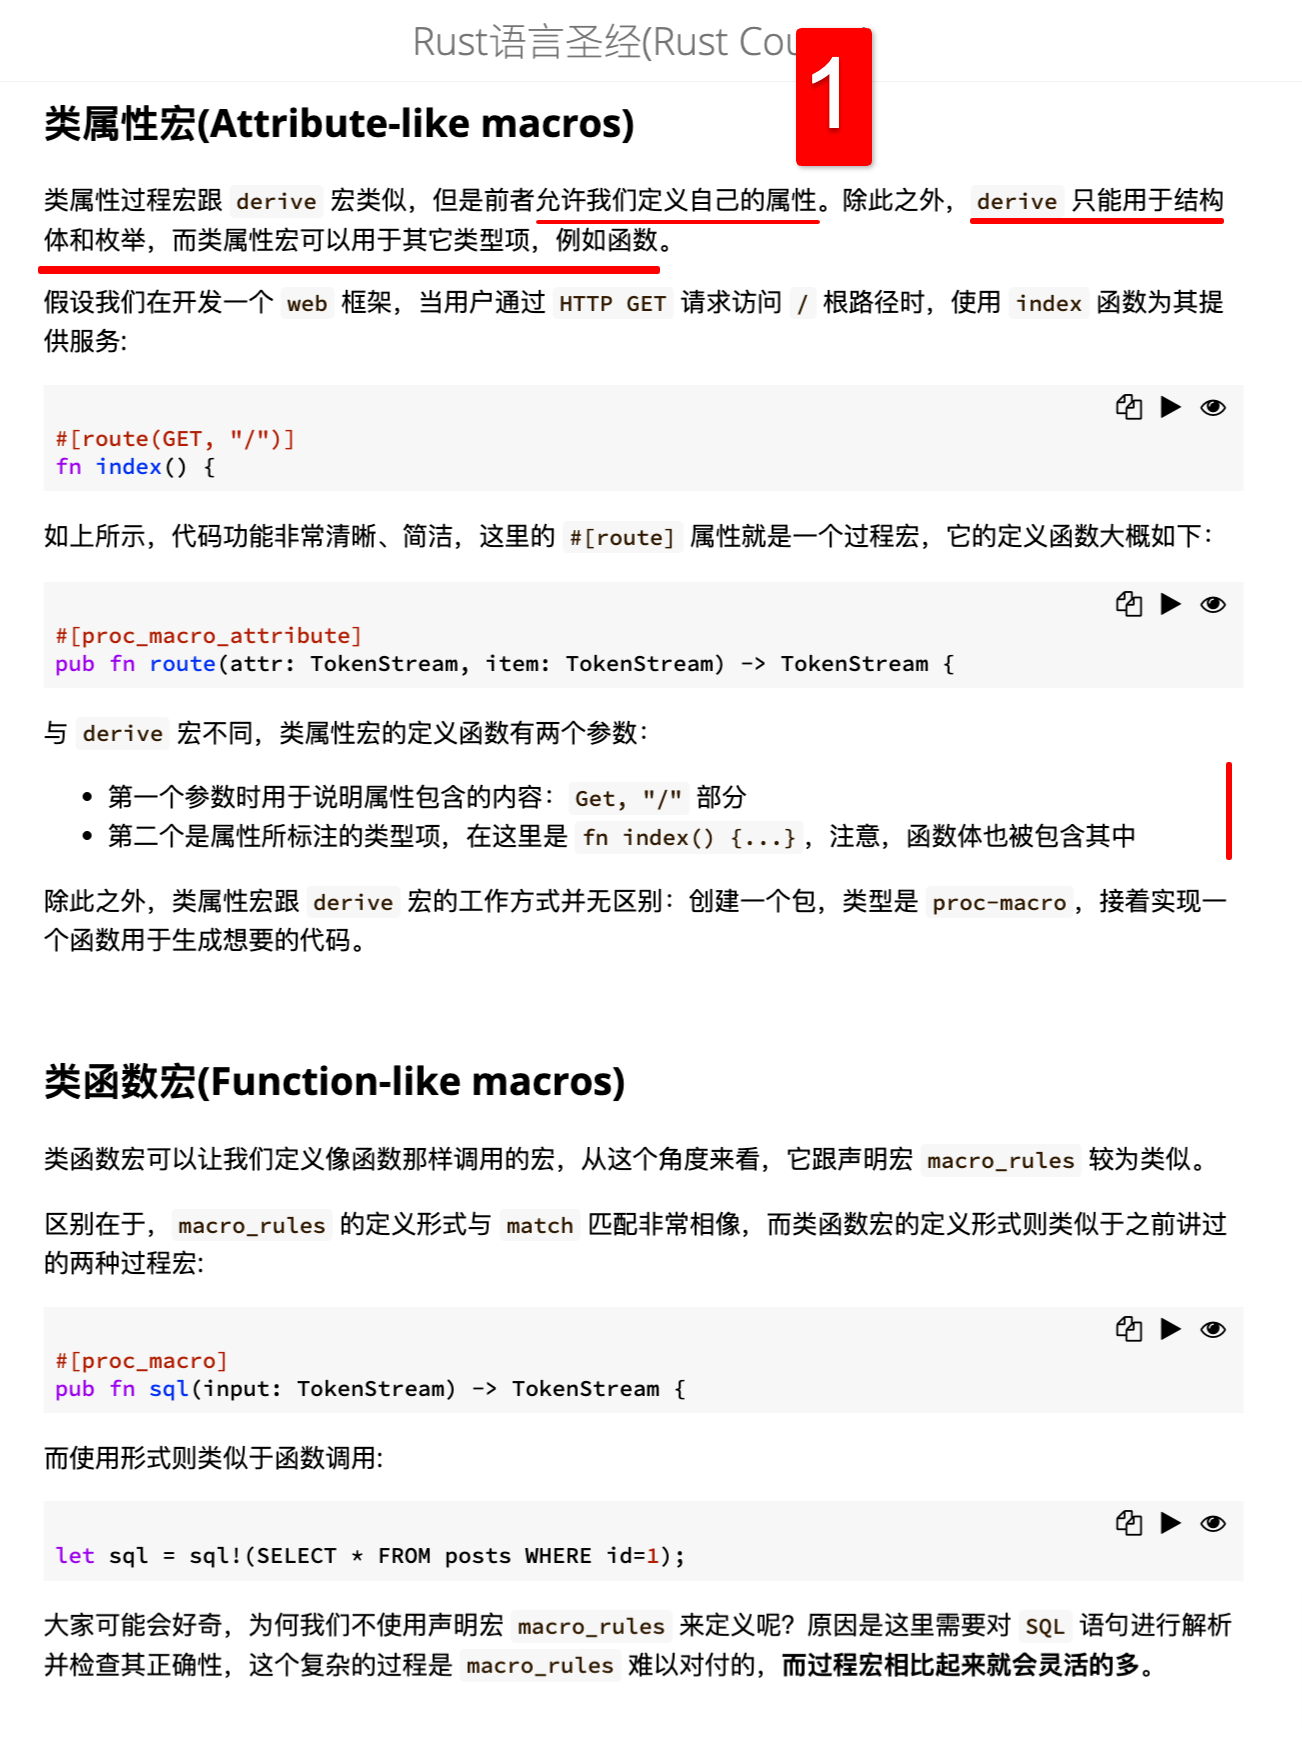 Rust语言圣经(Rust Cou
1
类属性宏(Attribute-like macros)
类属性过程宏跟 derive 宏类似，但是前者允许我们定义自己的属性。除此之外，derive 只能用于结构
体和枚举，而类属性宏可以用于其它类型项，例如函数。
假设我们在开发一个 web 框架，当用户通过 HTTP GET 请求访问 / 根路径时，使用 index 函数为其提
供服务:
#[route(GET, "/")]
fn index() {
如上所示，代码功能非常清晰、简洁，这里的 #[route] 属性就是一个过程宏，它的定义函数大概如下：
#[proc_macro_attribute]
pub fn route(attr: TokenStream, item: TokenStream) -> TokenStream {
与 derive 宏不同，类属性宏的定义函数有两个参数：
• 第一个参数时用于说明属性包含的内容：Get, "/" 部分
• 第二个是属性所标注的类型项，在这里是 fn index() {...}，注意，函数体也被包含其中
除此之外，类属性宏跟 derive 宏的工作方式并无区别：创建一个包，类型是 proc-macro，接着实现一
个函数用于生成想要的代码。
类函数宏(Function-like macros)
类函数宏可以让我们定义像函数那样调用的宏，从这个角度来看，它跟声明宏 macro_rules 较为类似。
区别在于，macro_rules 的定义形式与 match 匹配非常相像，而类函数宏的定义形式则类似于之前讲过
的两种过程宏:
#[proc_macro]
pub fn sql(input: TokenStream) -> TokenStream {
而使用形式则类似于函数调用:
let sql = sql!(SELECT * FROM posts WHERE id=1);
大家可能会好奇，为何我们不使用声明宏 macro_rules 来定义呢？原因是这里需要对 SQL 语句进行解析
并检查其正确性，这个复杂的过程是 macro_rules 难以对付的，而过程宏相比起来就会灵活的多。